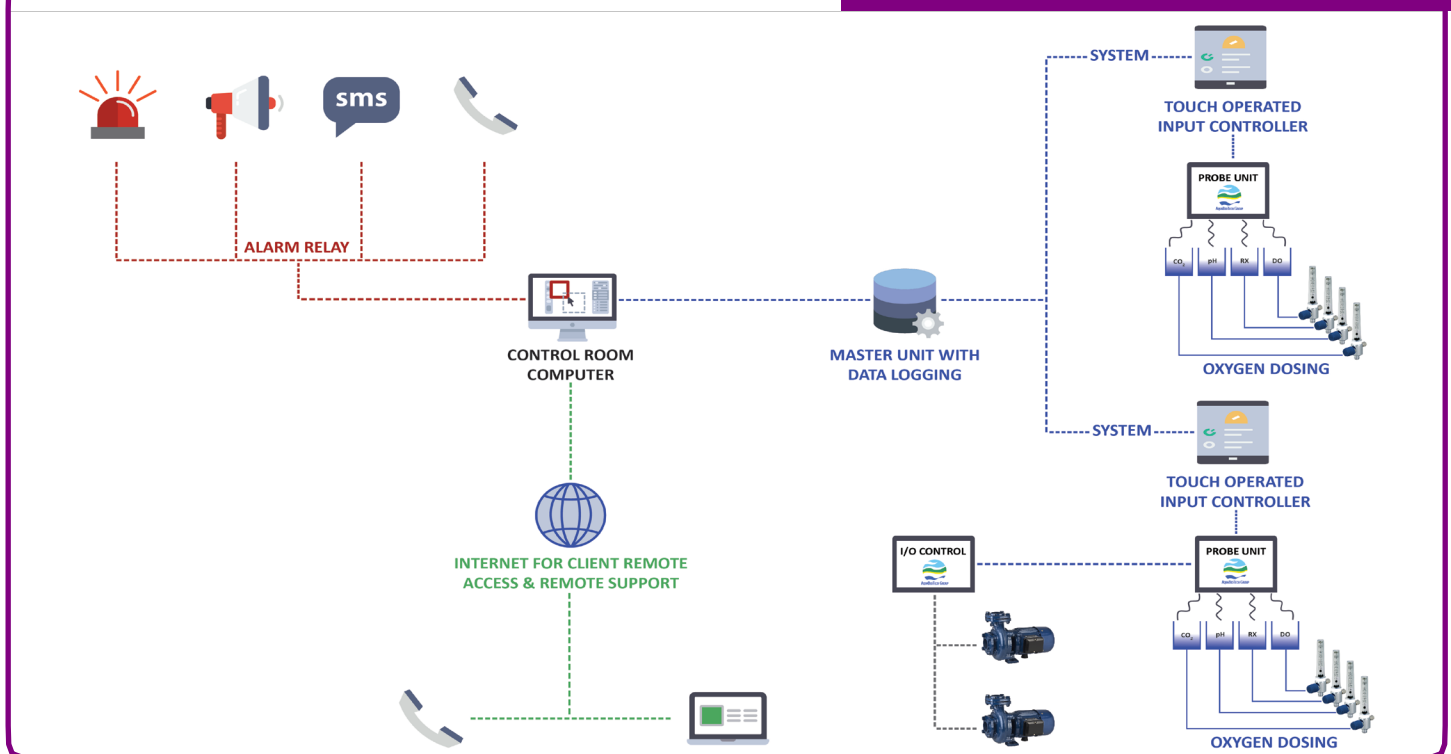 SYSTEM
TOUCH OPERATED
INPUT CONTROLLER
PROBE UNIT
CO₂ pH RX DO
OXYGEN DOSING
sms
ALARM RELAY
CONTROL ROOM
COMPUTER
MASTER UNIT WITH
DATA LOGGING
SYSTEM
TOUCH OPERATED
INPUT CONTROLLER
INTERNET FOR CLIENT REMOTE
ACCESS & REMOTE SUPPORT
I/O CONTROL
PROBE UNIT
CO₂ pH RX DO
OXYGEN DOSING